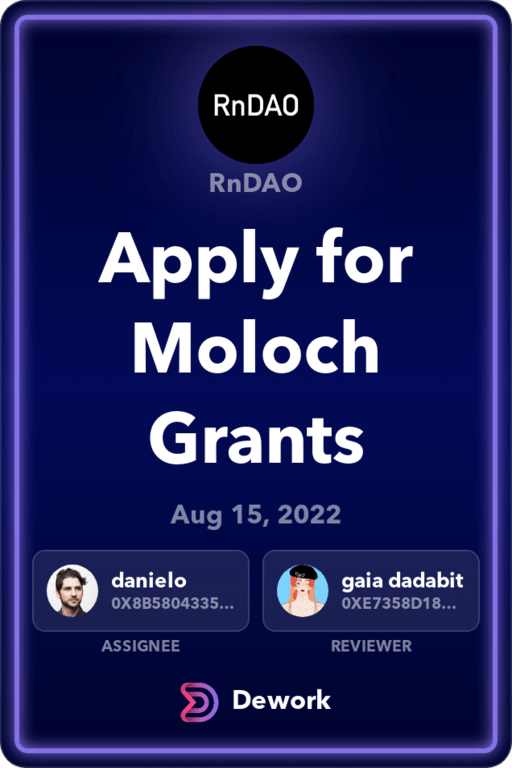 RnDAO
RnDAO
Apply for
Moloch
Grants
Aug 15, 2022
danielo
0X8B5804335...
ASSIGNEE
gaia dadabit
0XE7358D18...
REVIEWER
Dework